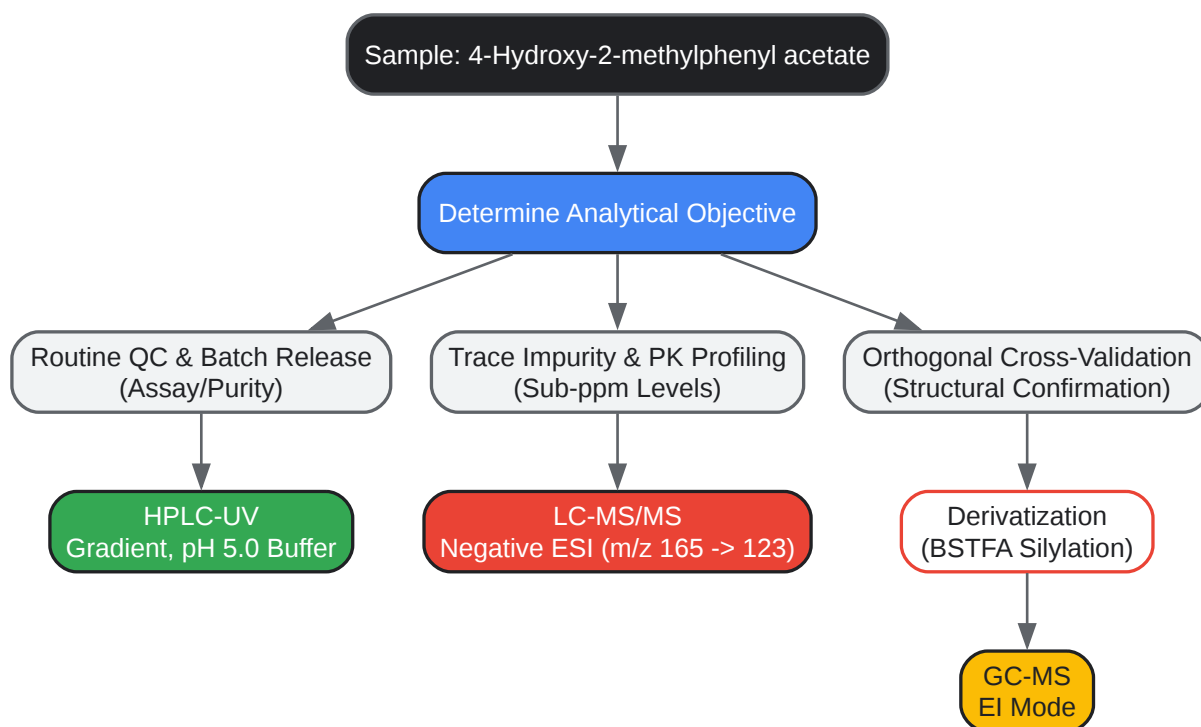 Sample: 4-Hydroxy-2-methylphenyl acetate
Determine Analytical Objective
Routine QC & Batch Release
(Assay/Purity)
Trace Impurity & PK Profiling
(Sub-ppm Levels)
Orthogonal Cross-Validation
(Structural Confirmation)
HPLC-UV
Gradient, pH 5.0 Buffer
LC-MS/MS
Negative ESI (m/z 165 -> 123)
Derivatization
(BSTFA Silylation)
GC-MS
EI Mode